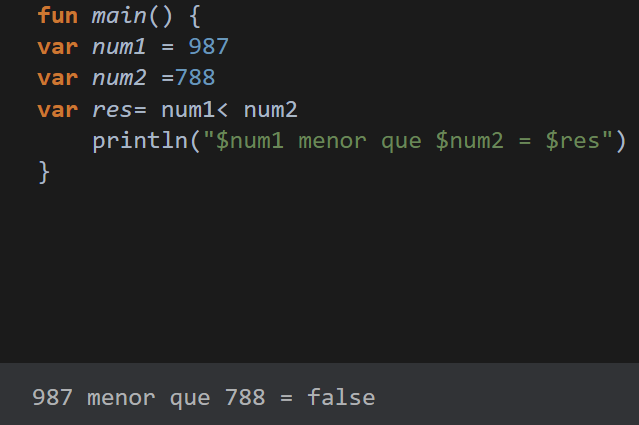 fun main() {
var num1 = 987
var num2 =788
var res= num1< num2
    println("$num1 menor que $num2 = $res")
}
987 menor que 788 = false